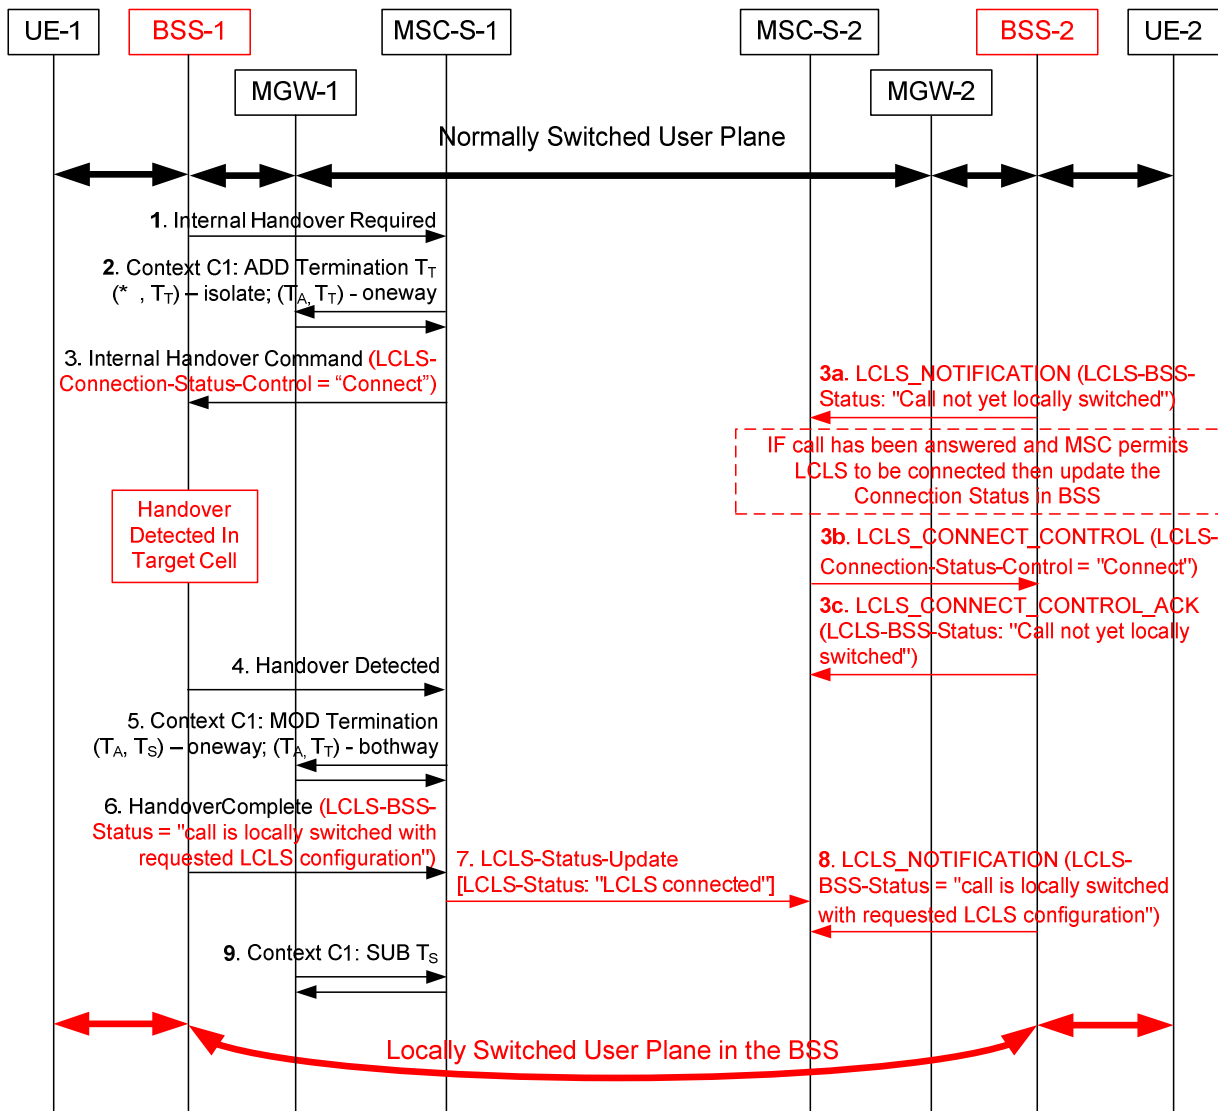 UE-1
BSS-1
MSC-S-1
MSC-S-2
BSS-2
UE-2
MGW-1
MGW-2
Normally Switched User Plane
1. Internal Handover Required
2. Context C1: ADD Termination TT
(* , TT) – isolate; (TA, TT) - oneway
3. Internal Handover Command (LCLS-
Connection-Status-Control = “Connect”)
3a. LCLS_NOTIFICATION (LCLS-BSS-
Status: "Call not yet locally switched")
IF call has been answered and MSC permits
LCLS to be connected then update the
Connection Status in BSS
Handover
Detected In
Target Cell
3b. LCLS_CONNECT_CONTROL (LCLS-
Connection-Status-Control = "Connect")
3c. LCLS_CONNECT_CONTROL_ACK
(LCLS-BSS-Status: "Call not yet locally
switched")
4. Handover Detected
5. Context C1: MOD Termination
(TA, TS) – oneway; (TA, TT) - bothway
6. HandoverComplete (LCLS-BSS-
Status = "call is locally switched with
requested LCLS configuration")
7. LCLS-Status-Update
[LCLS-Status: "LCLS connected"]
8. LCLS_NOTIFICATION (LCLS-
BSS-Status = "call is locally switched
with requested LCLS configuration")
9. Context C1: SUB TS
Locally Switched User Plane in the BSS